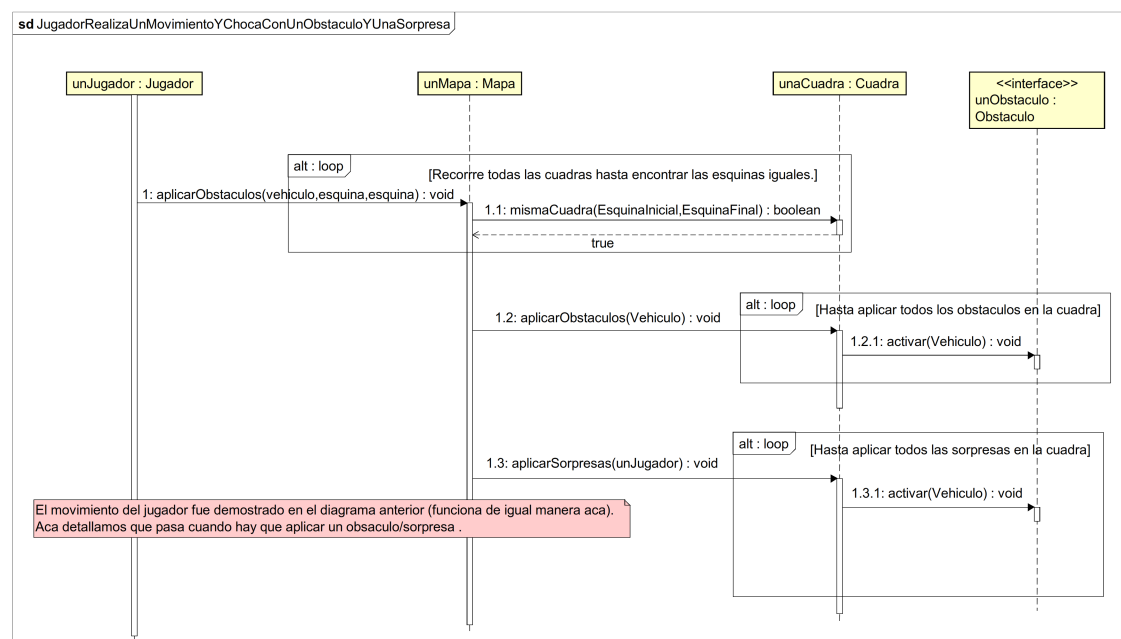 sd JugadorRealizaUnMovimientoYChocaConUnObstaculoYUnaSorpresa
unJugador : Jugador
unMapa : Mapa
unaCuadra : Cuadra
<<interface>>
unObstaculo :
Obstaculo
alt : loop
[Recorrre todas las cuadras hasta encontrar las esquinas iguales.]
1: aplicarObstaculos(vehiculo,esquina,esquina) : void
1.1: mismaCuadra(EsquinaInicial,EsquinaFinal) : boolean
true
alt : loop
[Hasta aplicar todos los obstaculos en la cuadra]
1.2: aplicarObstaculos(Vehiculo) : void
1.2.1: activar(Vehiculo) : void
alt : loop
[Hasta aplicar todos las sorpresas en la cuadra]
1.3: aplicarSorpresas(unJugador) : void
1.3.1: activar(Vehiculo) : void
El movimiento del jugador fue demostrado en el diagrama anterior (funciona de igual manera aca).
Aca detallamos que pasa cuando hay que aplicar un obsaculo/sorpresa .